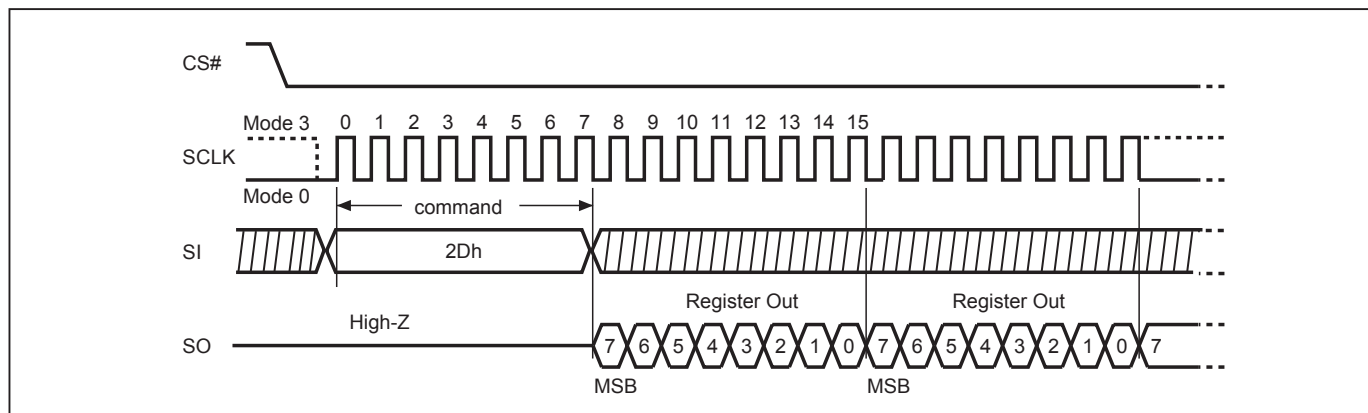 CS#
Mode 3
0 1 2 3 4 5 6 7 8 9 10 11 12 13 14 15
SCLK
Mode 0
command
SI
2Dh
Register Out Register Out
High-Z
SO
7 6 5 4 3 2 1 0 7 6 5 4 3 2 1 0 7
MSB MSB